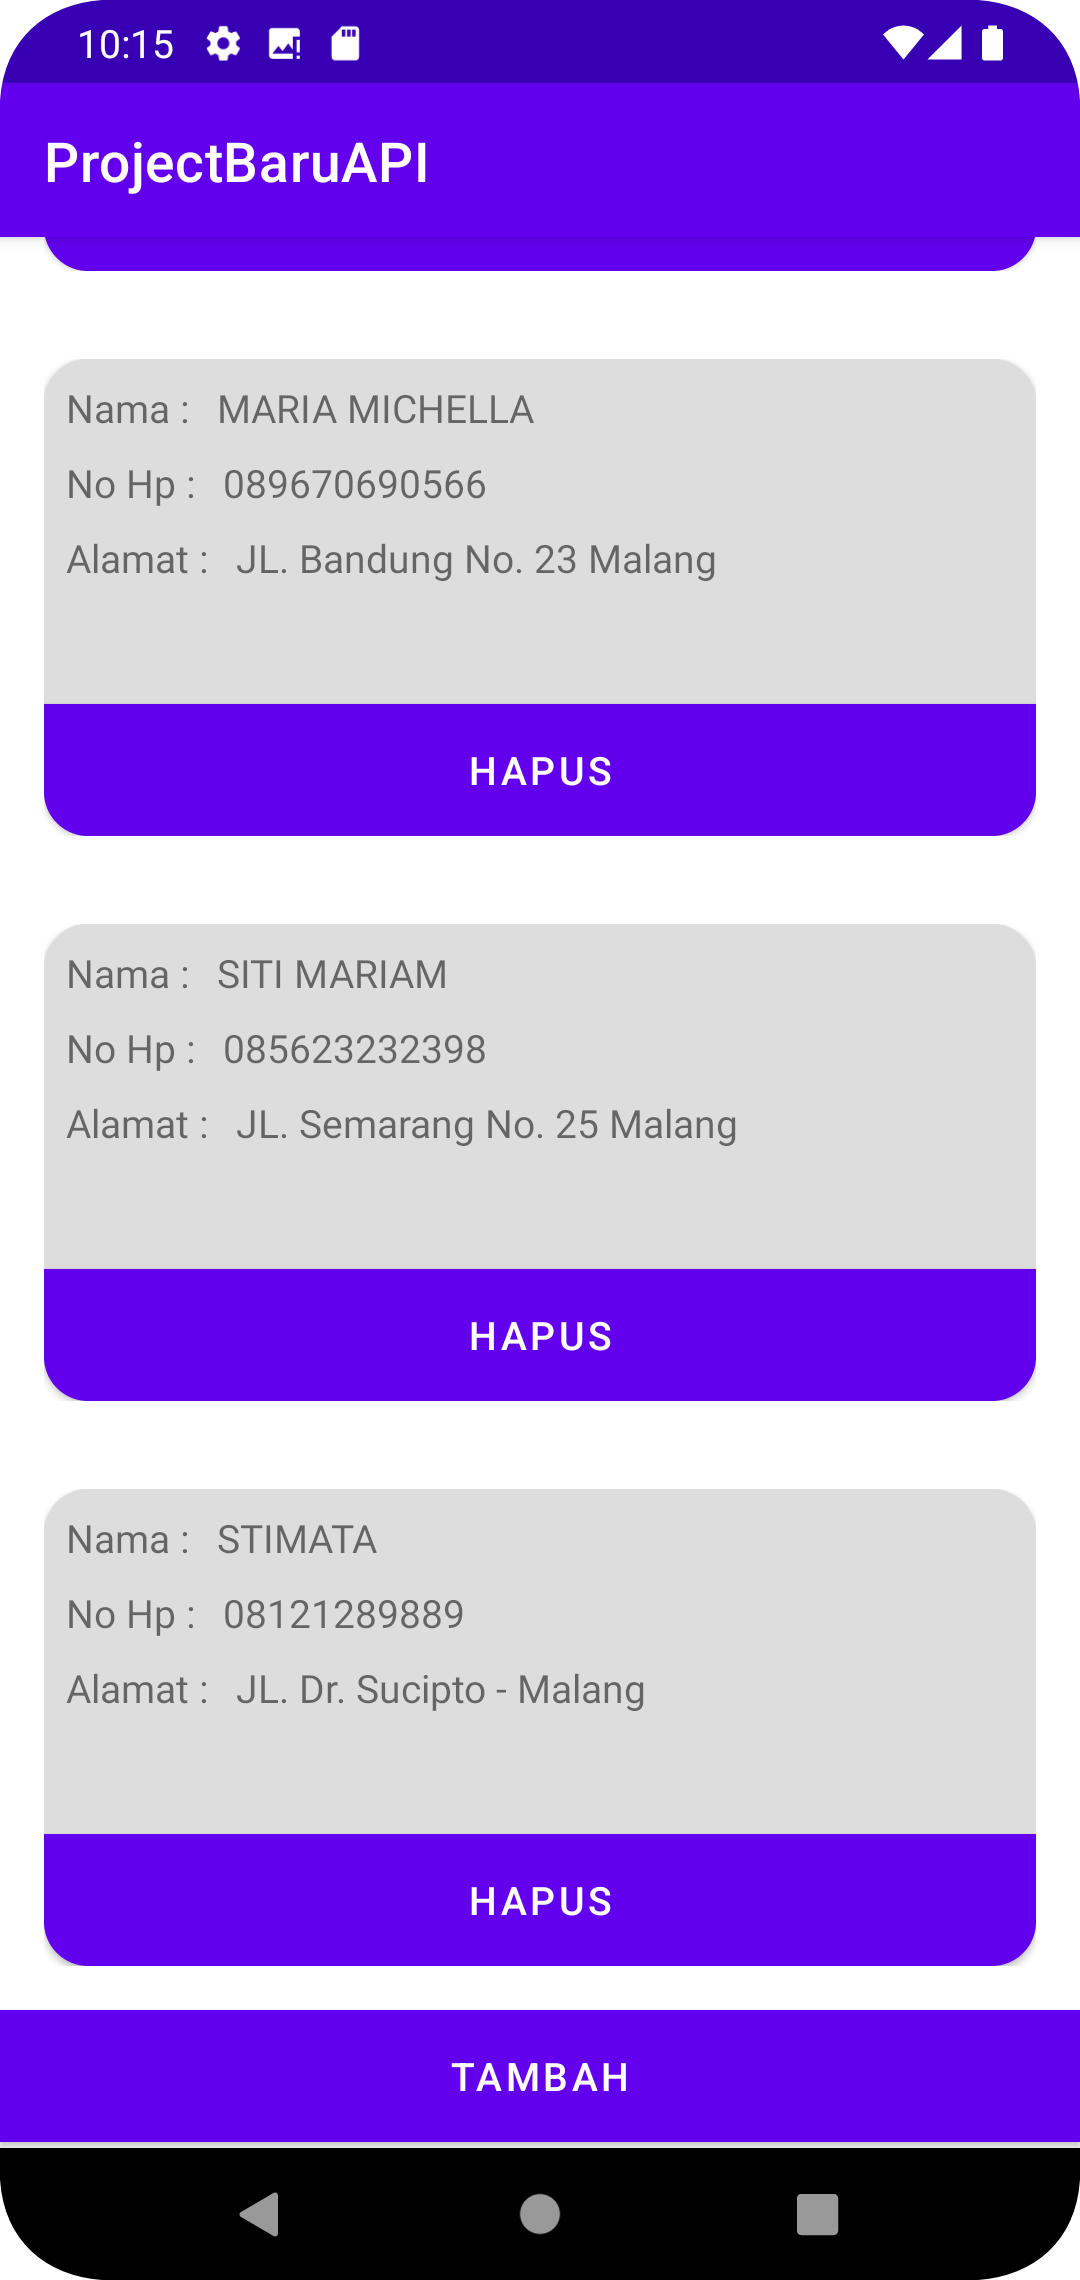 10:15
ProjectBaruAPI
Nama : MARIA MICHELLA
No Hp : 089670690566
Alamat : JL. Bandung No. 23 Malang
HAPUS
Nama : SITI MARIAM
No Hp : 085623232398
Alamat : JL. Semarang No. 25 Malang
HAPUS
Nama : STIMATA
No Hp : 08121289889
Alamat : JL. Dr. Sucipto - Malang
HAPUS
TAMBAH